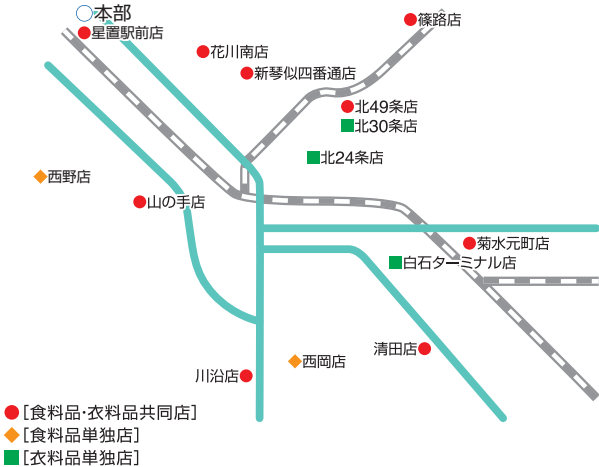 本部
星置駅前店
篠路店
花川南店
新琴似四番通店
北49条店
北30条店
北24条店
西野店
山の手店
菊水元町店
白石ターミナル店
清田店
西岡店
川沿店
[食料品・衣料品共同店]
[食料品単独店]
[衣料品単独店]